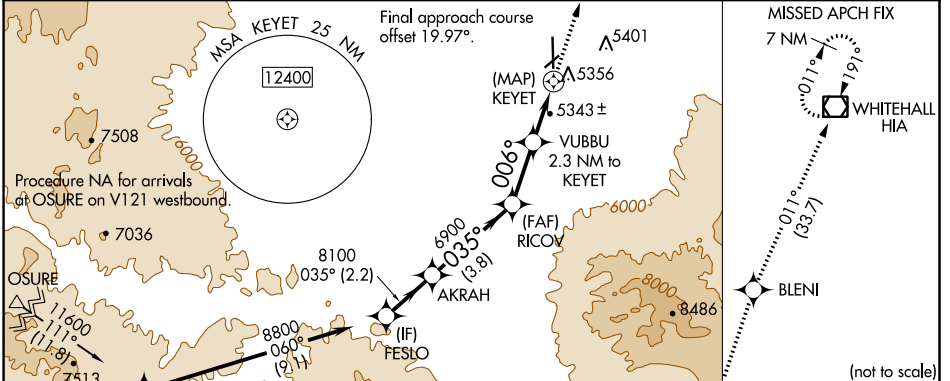 MSA KEYET 25 NM
12400
Final approach course
offset 19.97°.
5401
(MAP)
KEYET
5356
5343 ±
VUBBU
2.3 NM to
KEYET
006°
(FAF)
RICOV
6000
7508
6000
Procedure NA for arrivals
at OSURE on V121 westbound.
7036
6900
035°
(3.8)
8100
035° (2.2)
AKRAH
OSURE
11600
111°
(11.8)
7513
8800
060°
(9.1)
(IF)
FESLO
8000
8486
MISSED APCH FIX
7 NM
011°
191°
WHITEHALL
HIA
011°
(33.7)
BLENI
(not to scale)